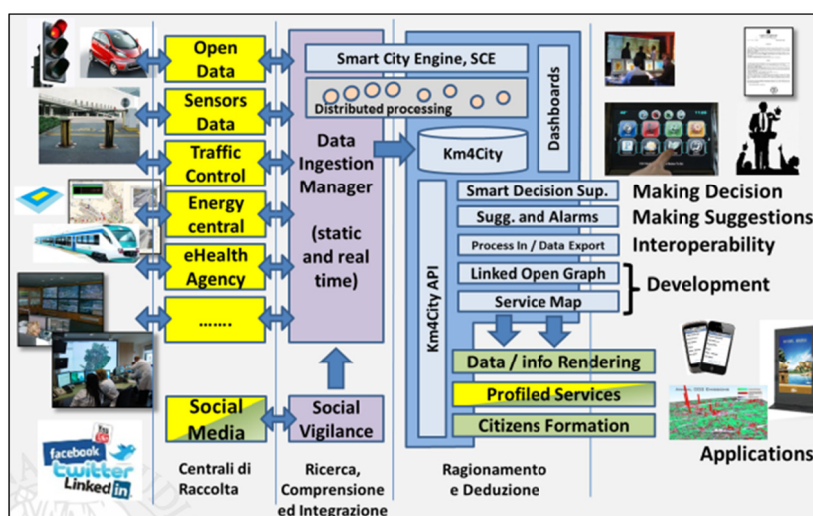 Open
Data
Sensors
Data
Traffic
Control
Energy
central
eHealth
Agency
.......
Social
Media
Centrali di
Raccolta
Smart City Engine, SCE
Distributed processing
Data
Ingestion
Manager
(static
and real
time)
Social
Vigilance
Ricerca,
Comprensione
ed Integrazione
Dashboards
Km4City
Km4City API
Smart Decision Sup.
Sugg. and Alarms
Process In / Data Export
Linked Open Graph
Service Map
Data / info Rendering
Profiled Services
Citizens Formation
Ragionamento
e Deduzione
Making Decision
Making Suggestions
Interoperability
Development
Applications
You
facebook
twitter
Linked in